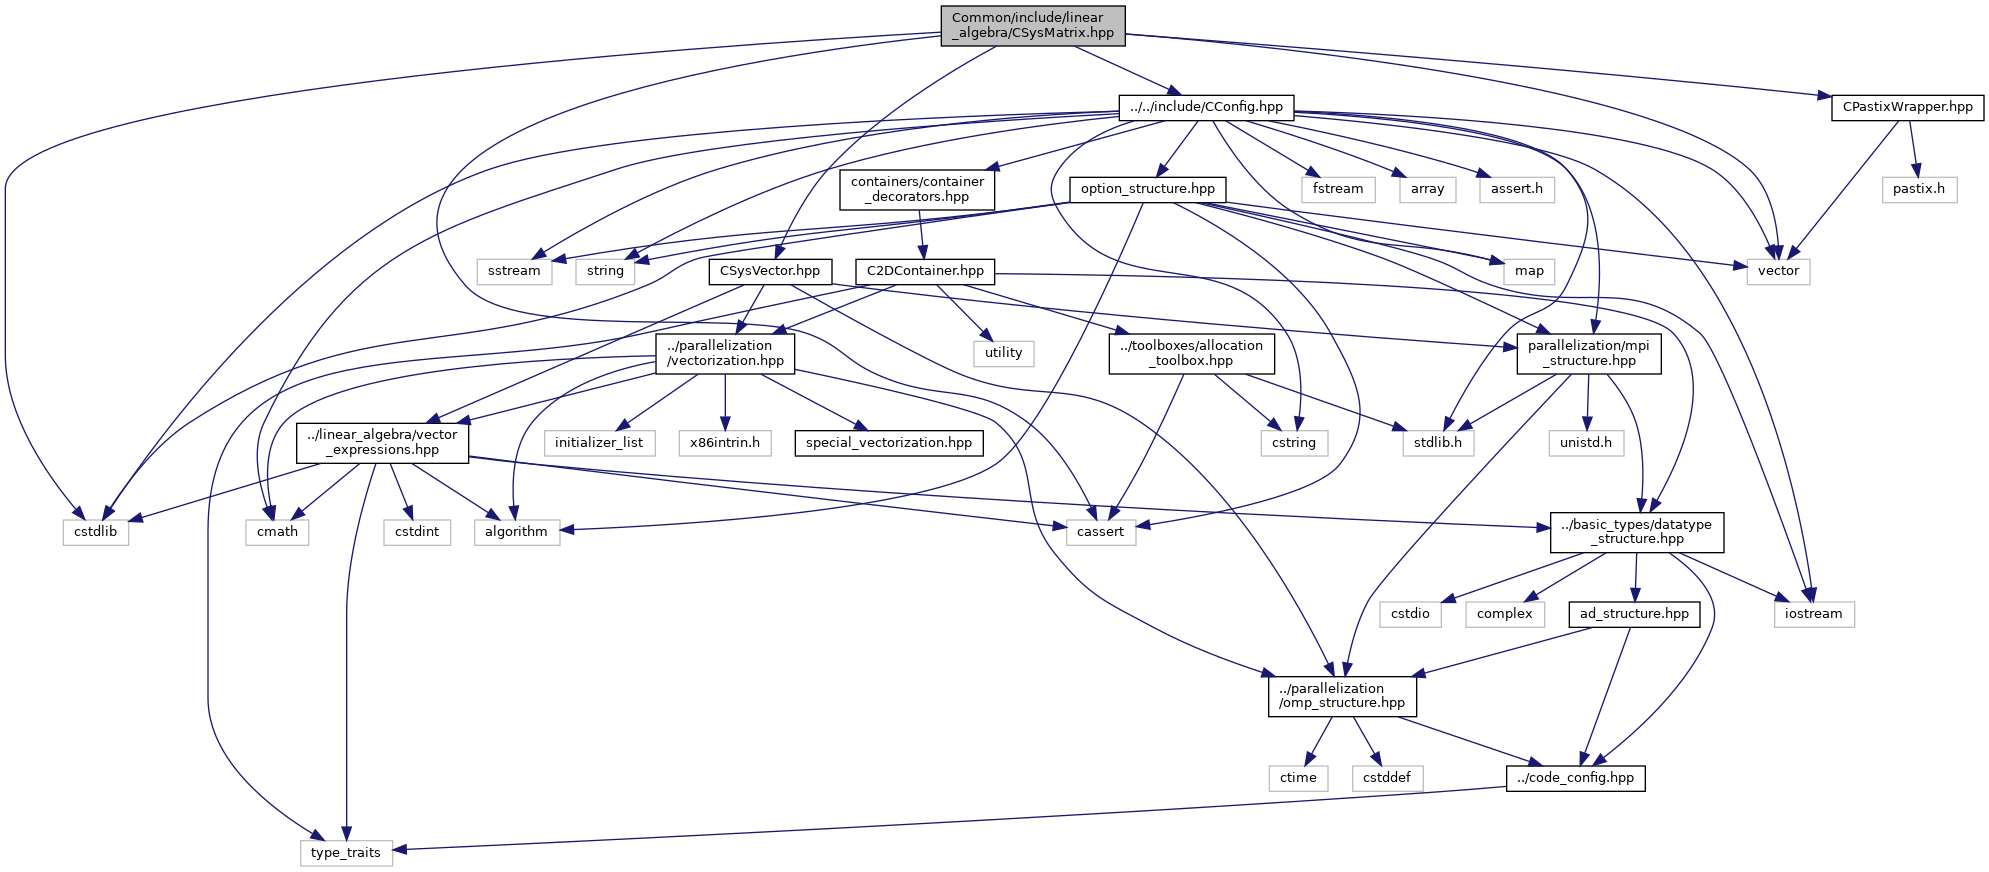 Common/include/linear
_algebra/CSysMatrix.hpp
../../include/CConfig.hpp
CPastixWrapper.hpp
containers/container
_decorators.hpp
option_structure.hpp
fstream
array
assert.h
pastix.h
sstream
string
CSysVector.hpp
C2DContainer.hpp
map
vector
../parallelization
/vectorization.hpp
utility
../toolboxes/allocation
_toolbox.hpp
parallelization/mpi
_structure.hpp
../linear_algebra/vector
_expressions.hpp
initializer_list
x86intrin.h
special_vectorization.hpp
cstring
stdlib.h
unistd.h
cstdlib
cmath
cstdint
algorithm
cassert
../basic_types/datatype
_structure.hpp
cstdio
complex
ad_structure.hpp
iostream
../parallelization
/omp_structure.hpp
ctime
cstddef
../code_config.hpp
type_traits